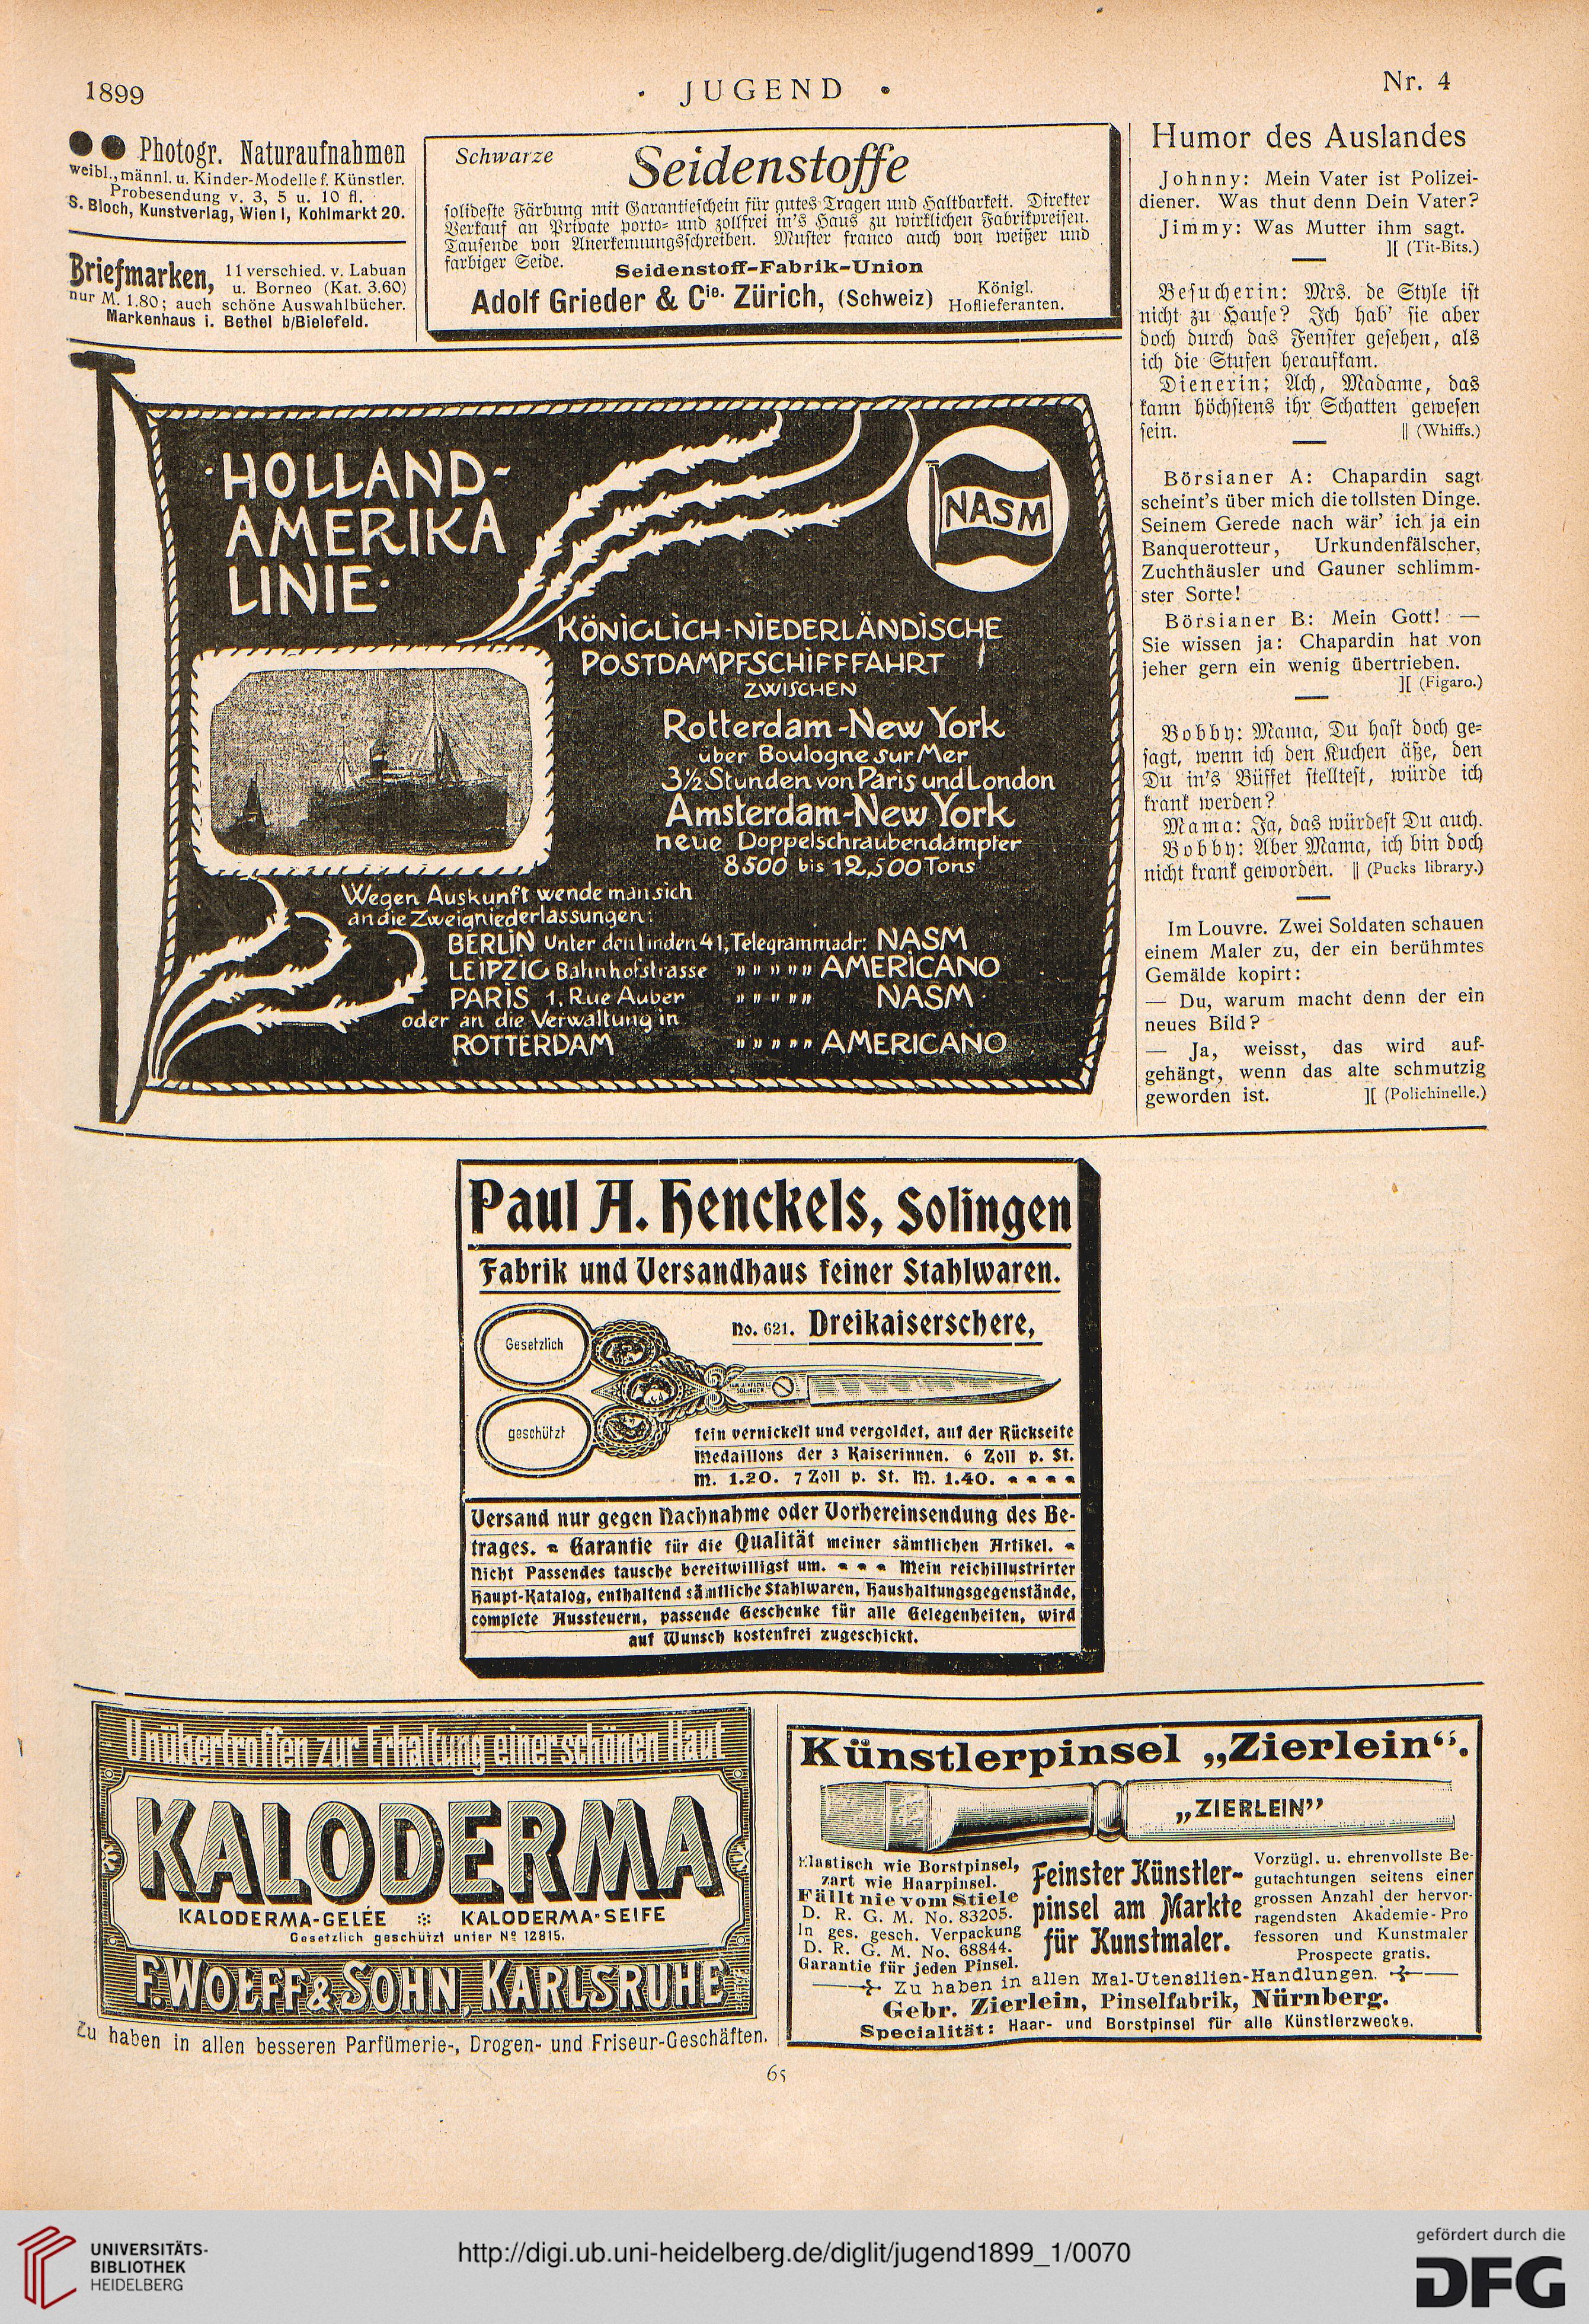 1899
• JUGEND •
Nr. 4
●● Photogr. Naturaufnahmen
weibl., männl. u. Kinder-Modelle f. Künstler.
Probesendung v. 3, 5 u. 10 fl.
S. Bloch, Kunstverlag, Wien I, Kohlmarkt 20.
Briefmarken, 11 verschied. v. Labuan
u. Borneo (Kat. 3.60)
nur M. 1.80; auch schöne Auswahlbücher.
Markenhaus i. Bethel b/Bielefeld.
Schwarze Seidenstoffe
solideste Färbung mit Garantieschein für gutes Tragen und Haltbarkeit. Direkter
Verkauf an Private porto- und zollfrei in's Haus zu wirklichen Fabrikpreisen.
Tausende von Anerkennungsschreiben. Muster franco auch von weißer und
farbiger Seide.
Seidenstoff-Fabrik-Union
Adolf Grieder & Cie. Zürich, (Schweiz) Königl.
Hoflieferanten.
HOLLAND-
AMERIKA
LINIE·
NASM
KÖNIGLICH-NIEDERLÄNDISCHE
POSTDAMPFSCHIFFFAHRT
ZWISCHEN
Rotterdam-New York
über Boulogne sur Mer
3½ Stunden von Paris und London
Amsterdam-New York
neue Doppelschraubendampfer
8500 bis 12,500 Tons
Wegen Auskunft wende man sich
an die Zweigniederlassungen:
BERLIN Unter den Linden 41, Telegrammadr: NASM
LEIPZIG Bahnhofstrasse " " " " " AMERICANO
PARIS 1, Rue Auber " " " " " NASM
oder an die Verwaltung in
ROTTERDAM " " " " " AMERICANO
Humor des Auslandes
Johnny: Mein Vater ist Polizei-
diener. Was thut denn Dein Vater?
Jimmy: Was Mutter ihm sagt.
][ (Tit-Bits.)
Besucherin: Mrs. de Style ist
nicht zu Hause? Ich hab' sie aber
doch durch das Fenster gesehen, als
ich die Stufen heraufkam.
Dienerin: Ach, Madame, das
kann höchstens ihr Schatten gewesen
sein. || (Whiffs.)
Börsianer A: Chapardin sagt
scheint's über mich die tollsten Dinge.
Seinem Gerede nach wär' ich ja ein
Banquerotteur, Urkundenfälscher,
Zuchthäusler und Gauner schlimm-
ster Sorte!
Börsianer B: Mein Gott! —
Sie wissen ja: Chapardin hat von
jeher gern ein wenig übertrieben.
][ (Figaro.)
Bobby: Mama, Du hast doch ge-
sagt, wenn ich den Kuchen äße, den
Du in's Büffet stelltest, würde ich
krank werden?
Mama: Ja, das würdest Du auch.
Bobby: Aber Mama, ich bin doch
nicht krank geworden. || (Pucks library.)
Im Louvre. Zwei Soldaten schauen
einem Maler zu, der ein berühmtes
Gemälde kopirt:
— Du, warum macht denn der ein
neues Bild?
— Ja, weisst, das wird auf-
gehängt, wenn das alte schmutzig
geworden ist. ][ (Polichinelle.)
Paul A. Henckels, Solingen
Fabrik und Versandhaus feiner Stahlwaren.
No. 621. Dreikaiserschere,
Gesetzlich
geschützt
fein vernickelt und vergoldet, auf der Rückseite
Medaillons der 3 Kaiserinnen. 6 Zoll p. St.
M. 1.20. 7 Zoll p. St. M. 1.40.
Versand nur gegen Nachnahme oder Vorhereinsendung des Be-
trages. Garantie für die Qualität meiner sämtlichen Artikel.
Nicht Passendes tausche bereitwilligst um. Mein reichillustrirter
Haupt-Katalog, enthaltend sämtliche Stahlwaren, Haushaltungsgegenstände,
complete Aussteuern, passende Geschenke für alle Gelegenheiten, wird
auf Wunsch kostenfrei zugeschickt.
Unübertroffen zur Erhaltung einer schönen Haut
KALODERMA
KALODERMA-GELÉE KALODERMA-SEIFE
Gesetzlich geschützt unter No 12815.
F. WOLFF & SOHN, KARLSRUHE
Zu haben in allen besseren Parfümerie-, Drogen- und Friseur-Geschäften.
Künstlerpinsel „Zierlein“.
„ZIERLEIN”
Elastisch wie Borstpinsel,
zart wie Haarpinsel.
Fällt nie vom Stiele
D. R. G. M. No. 83205.
In ges. gesch. Verpackung
D. R. G. M. No. 68844.
Garantie für jeden Pinsel.
Feinster Künstler-
pinsel am Markte
für Kunstmaler.
Vorzügl. u. ehrenvollste Be-
gutachtungen seitens einer
grossen Anzahl der hervor-
ragendsten Akademie-Pro
fessoren und Kunstmaler
Prospecte gratis.
Zu haben in allen Mal-Utensilien-Handlungen.
Gebr. Zierlein, Pinselfabrik, Nürnberg.
Specialität: Haar- und Borstpinsel für alle Künstlerzwecke.
65
UNIVERSITÄTS-
BIBLIOTHEK
HEIDELBERG
http://digi.ub.uni-heidelberg.de/diglit/jugend1899_1/0070
gefördert durch die
DFG